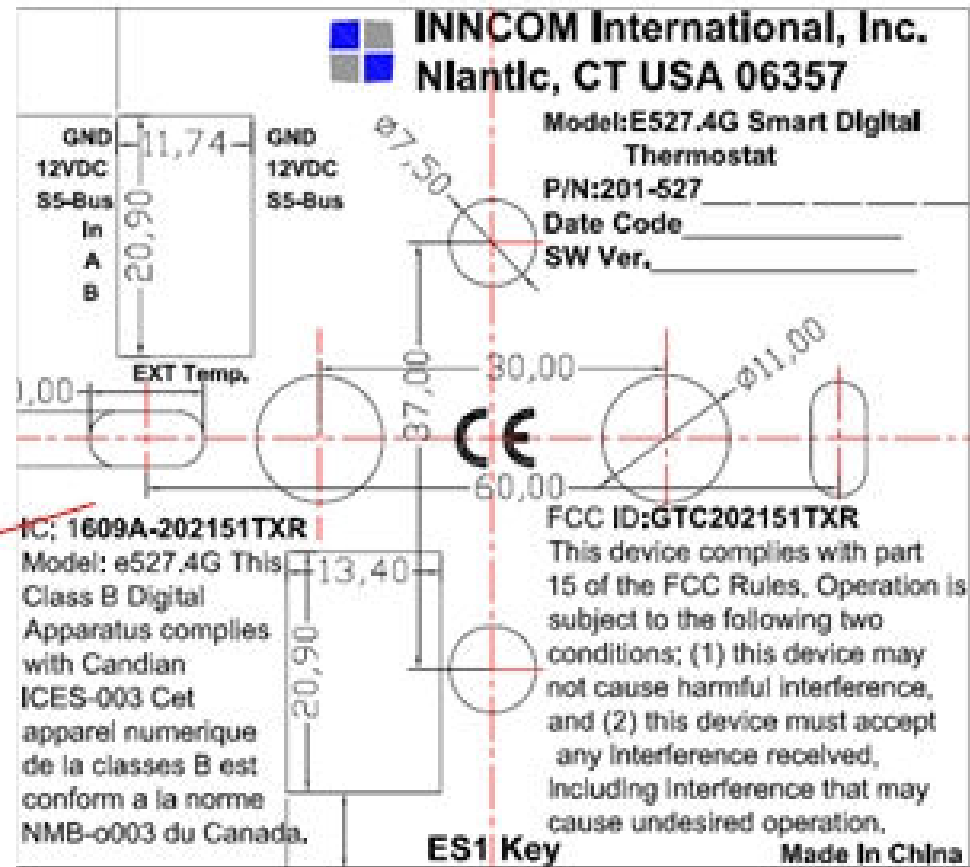 INNCOM International, Inc.
Niantic, CT USA 06357
Model:E527.4G Smart Digital
Thermostat
P/N:201-527
Date Code
SW Ver.
GND 11,74 GND
12VDC 12VDC
S5-Bus S5-Bus
In
A
B
20,90
ø7,50
EXT Temp.
30,00
ø11,00
37,00
CE
60,00
IC: 1609A-202151TXR
Model: e527.4G This
Class B Digital
Apparatus complies
with Candian
ICES-003 Cet
apparel numerique
de la classes B est
conform a la norme
NMB-o003 du Canada.
13,40
20,90
FCC ID:GTC202151TXR
This device complies with part
15 of the FCC Rules, Operation is
subject to the following two
conditions; (1) this device may
not cause harmful interference,
and (2) this device must accept
any interference received,
Including interference that may
cause undesired operation.
ES1 Key
Made In China